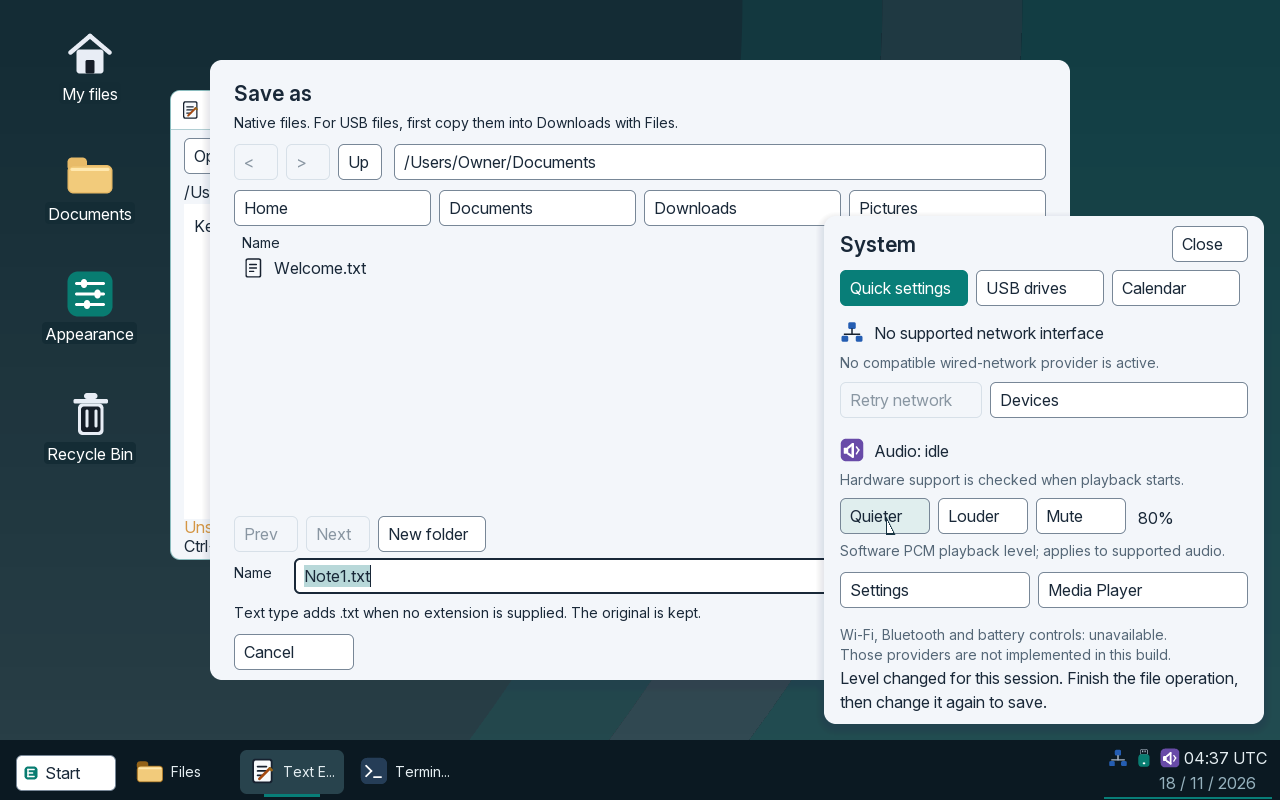 My files
Documents
Appearance
Recycle Bin
Op
/Us
Ke
Uns
Ctrl
Save as
Native files. For USB files, first copy them into Downloads with Files.
< > Up /Users/Owner/Documents
Home Documents Downloads Pictures
Name
Welcome.txt
Prev Next New folder
Name Note1.txt
Text type adds .txt when no extension is supplied. The original is kept.
Cancel
System Close
Quick settings USB drives Calendar
No supported network interface
No compatible wired-network provider is active.
Retry network Devices
Audio: idle
Hardware support is checked when playback starts.
Quieter Louder Mute 80%
Software PCM playback level; applies to supported audio.
Settings Media Player
Wi-Fi, Bluetooth and battery controls: unavailable.
Those providers are not implemented in this build.
Level changed for this session. Finish the file operation,
then change it again to save.
Start Files Text E... Termin... 04:37 UTC
18 / 11 / 2026